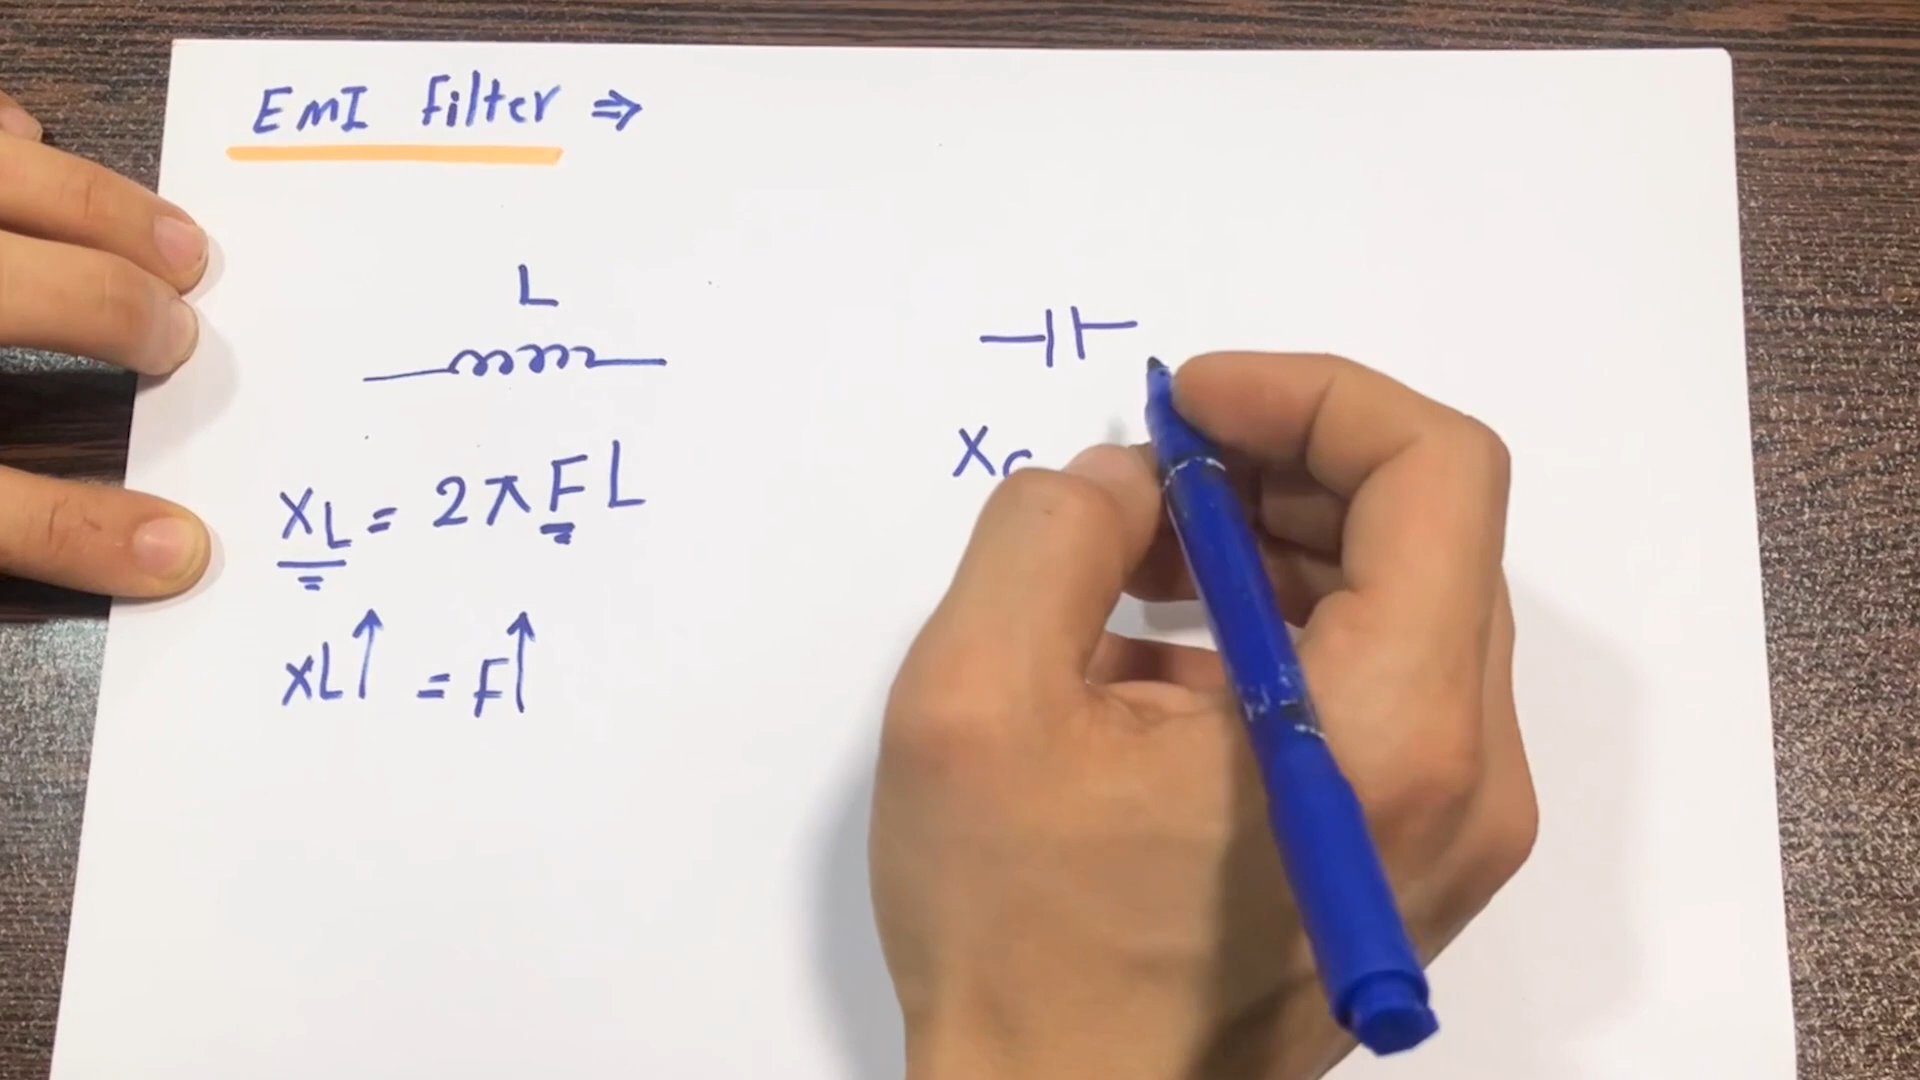 EmI Filter ⇒
L
XL = 2πFL
XL↑ = F↑
Xc